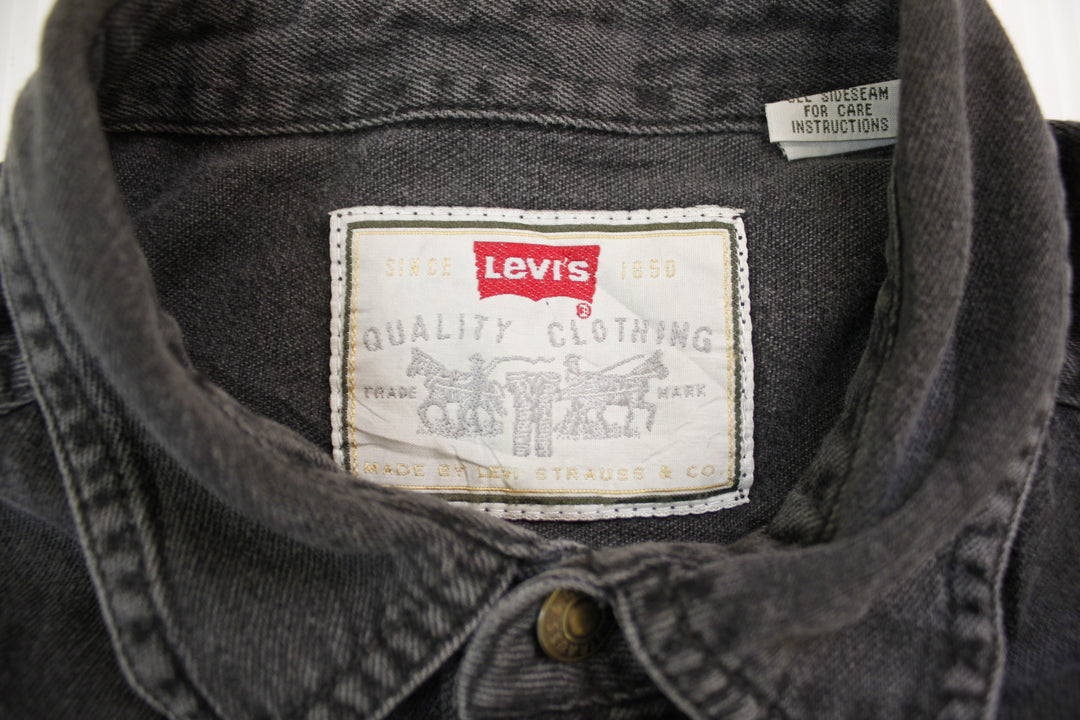 SEE SIDESEAM
FOR CARE
INSTRUCTIONS
SINCE Levi's 1850
®
QUALITY CLOTHING
TRADE MARK
MADE BY LEVI STRAUSS & CO.